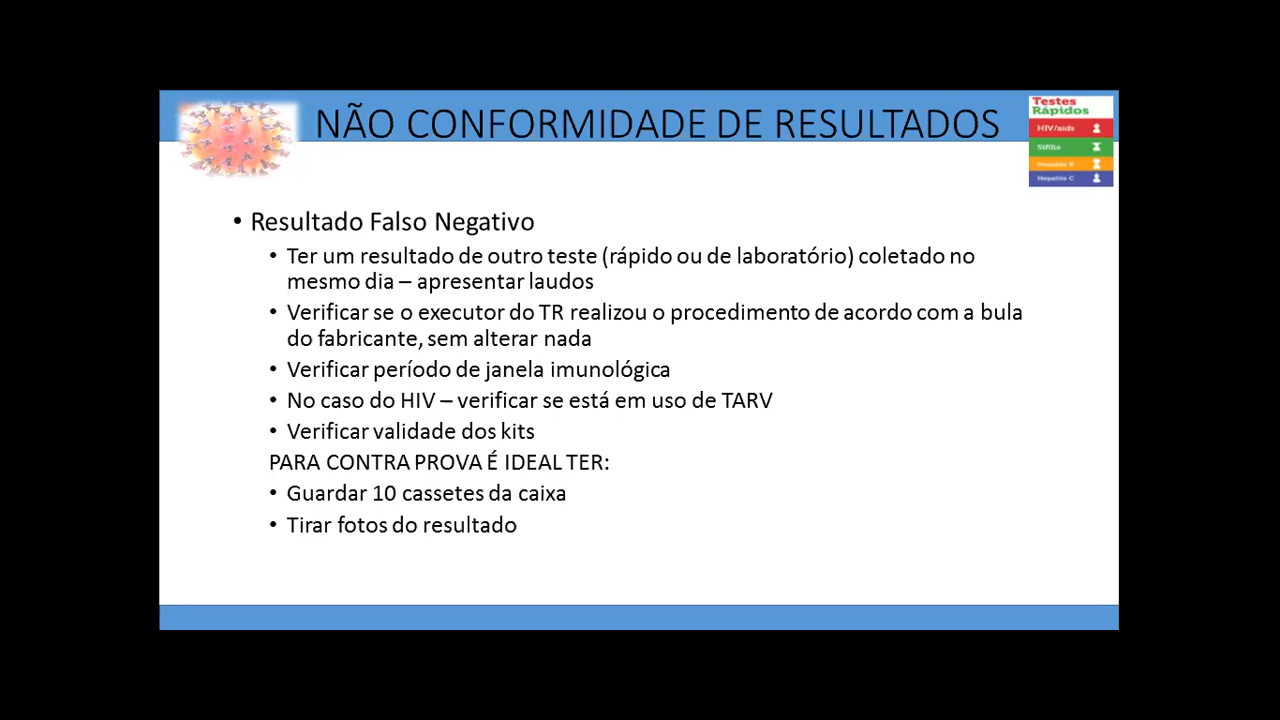 NÃO CONFORMIDADE DE RESULTADOS
Testes
Rápidos
HIV/aids
Sífilis
Hepatite B
Hepatite C
• Resultado Falso Negativo
• Ter um resultado de outro teste (rápido ou de laboratório) coletado no
mesmo dia – apresentar laudos
• Verificar se o executor do TR realizou o procedimento de acordo com a bula
do fabricante, sem alterar nada
• Verificar período de janela imunológica
• No caso do HIV – verificar se está em uso de TARV
• Verificar validade dos kits
PARA CONTRA PROVA É IDEAL TER:
• Guardar 10 cassetes da caixa
• Tirar fotos do resultado